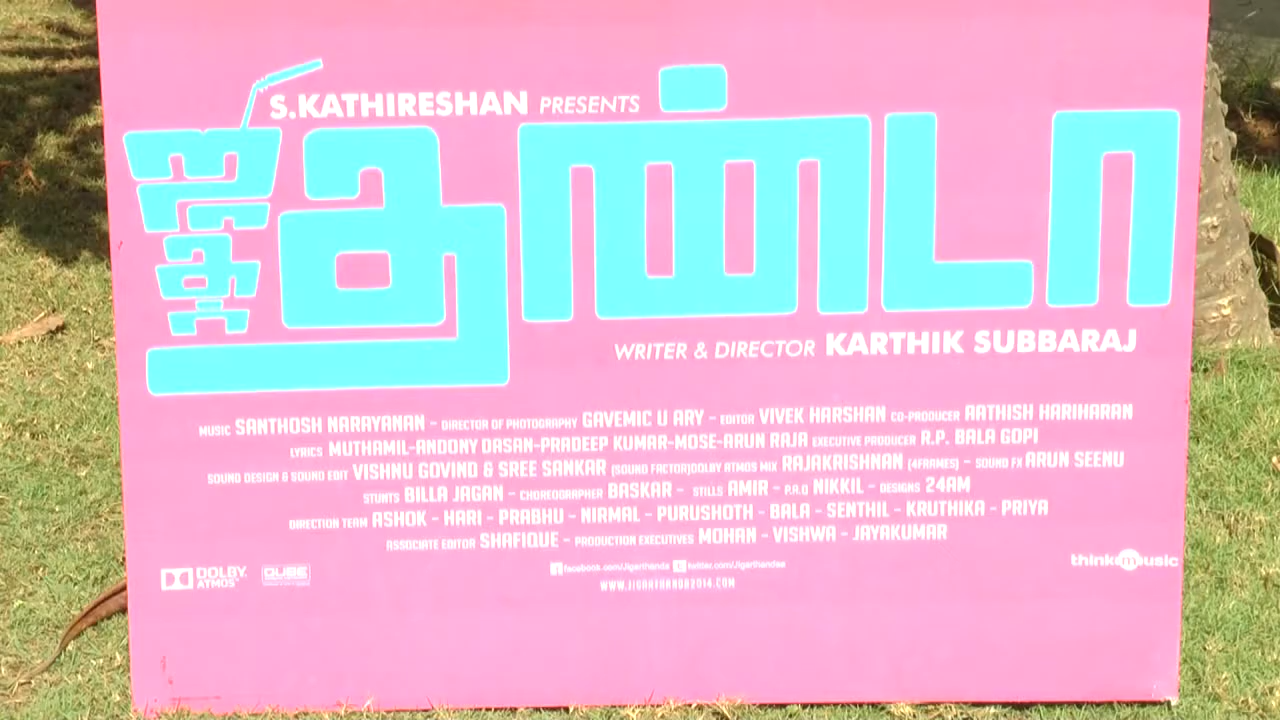 S.KATHIRESHAN PRESENTS
ஜிகர்தண்டா
WRITER & DIRECTOR KARTHIK SUBBARAJ
MUSIC SANTHOSH NARAYANAN - DIRECTOR OF PHOTOGRAPHY GAVEMIC U ARY - EDITOR VIVEK HARSHAN CO-PRODUCER AATHISH HARIHARAN
LYRICS MUTHAMIL-ANDONY DASAN-PRADEEP KUMAR-MOSE-ARUN RAJA EXECUTIVE PRODUCER R.P. BALA GOPI
SOUND DESIGN & SOUND EDIT VISHNU GOVIND & SREE SANKAR (SOUND FACTOR)DOLBY ATMOS MIX RAJAKRISHNAN (4FRAMES) - SOUND FX ARUN SEENU
STUNTS BILLA JAGAN - CHOREOGRAPHER BASKAR - STILLS AMIR - P.R.O NIKKIL - DESIGNS 24AM
DIRECTION TEAM ASHOK - HARI - PRABHU - NIRMAL - PURUSHOTH - BALA - SENTHIL - KRUTHIKA - PRIYA
ASSOCIATE EDITOR SHAFIQUE - PRODUCTION EXECUTIVES MOHAN - VISHWA - JAYAKUMAR
facebook.com/Jigarthanda twitter.com/Jigarthandaa
DOLBY ATMOS QUBE
WWW.JIGARTHANDA2014.COM
think music